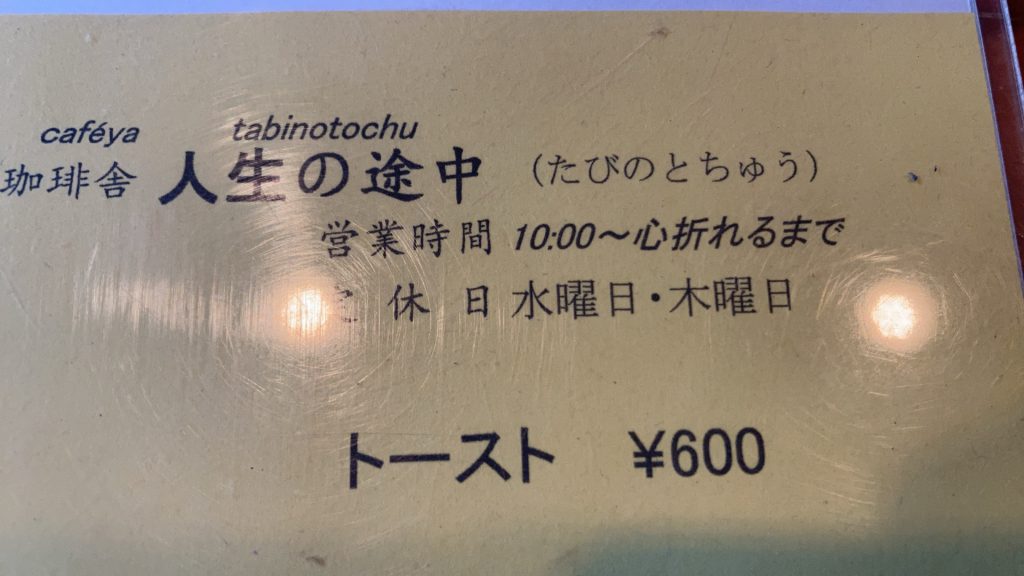 caféya tabinotochu
珈琲舎 人生の途中 (たびのとちゅう)
営業時間 10:00～心折れるまで
定 休 日 水曜日・木曜日
トースト ¥600